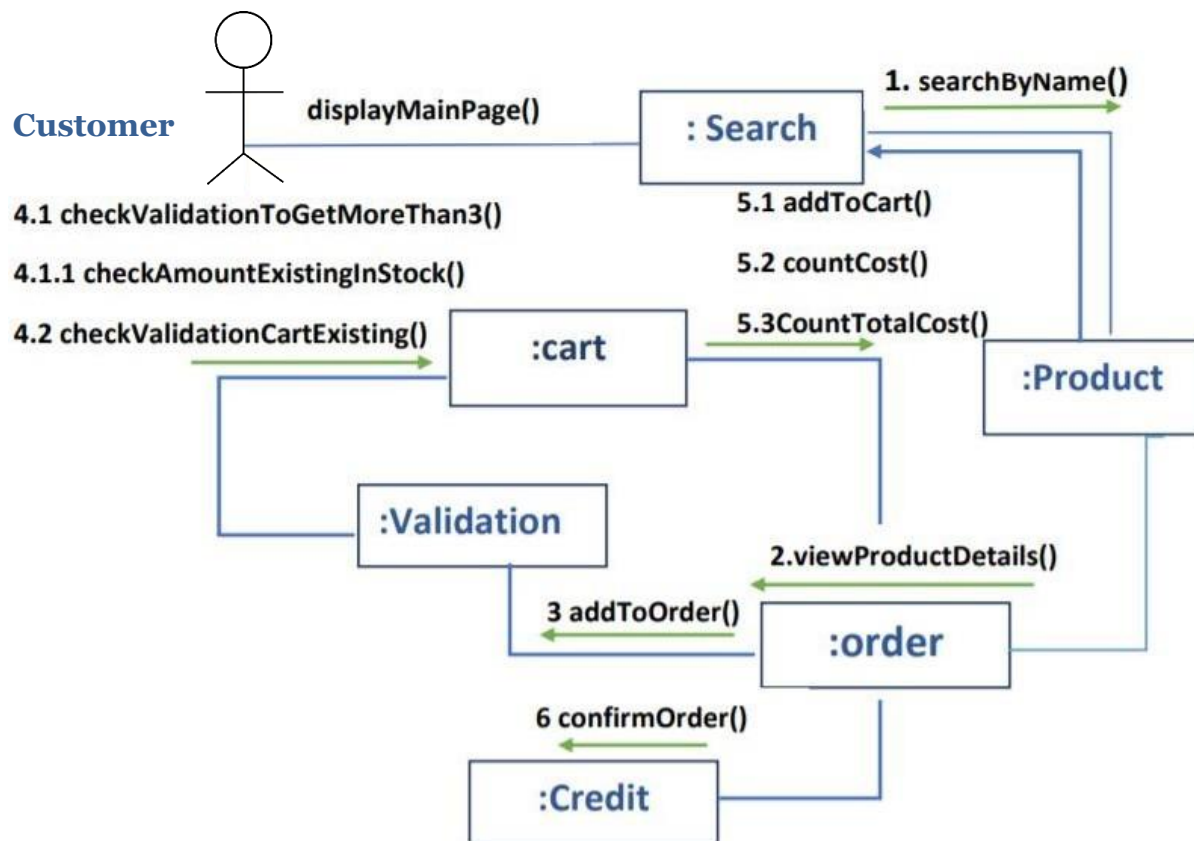 1. searchByName()
displayMainPage()
Customer
: Search
4.1 checkValidationToGetMoreThan3()
5.1 addToCart()
4.1.1 checkAmountExistingInStock()
5.2 countCost()
4.2 checkValidationCartExisting()
:cart
5.3CountTotalCost()
:Product
:Validation
2.viewProductDetails()
3 addToOrder()
:order
6 confirmOrder()
:Credit